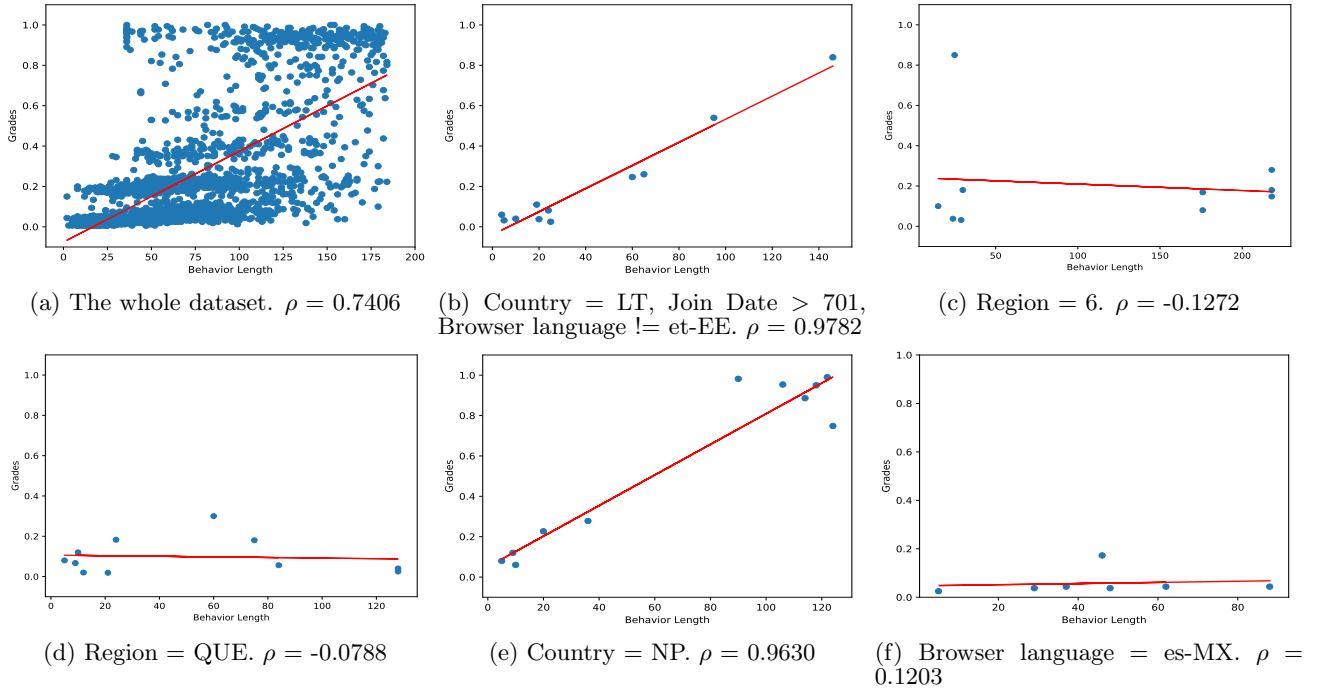 1.0
0.8
0.6
0.4
0.2
0.0
Grades
0 25 50 75 100 125 150 175 200
Behavior Length
(a) The whole dataset. ρ = 0.7406
1.0
0.8
0.6
0.4
0.2
0.0
Grades
0 20 40 60 80 100 120 140
Behavior Length
(b) Country = LT, Join Date > 701,
Browser language != et-EE. ρ = 0.9782
1.0
0.8
0.6
0.4
0.2
0.0
Grades
50 100 150 200
Behavior Length
(c) Region = 6. ρ = -0.1272
1.0
0.8
0.6
0.4
0.2
0.0
Grades
0 20 40 60 80 100 120
Behavior Length
(d) Region = QUE. ρ = -0.0788
1.0
0.8
0.6
0.4
0.2
0.0
Grades
0 20 40 60 80 100 120
Behavior Length
(e) Country = NP. ρ = 0.9630
1.0
0.8
0.6
0.4
0.2
0.0
Grades
20 40 60 80
Behavior Length
(f) Browser language = es-MX. ρ =
0.1203